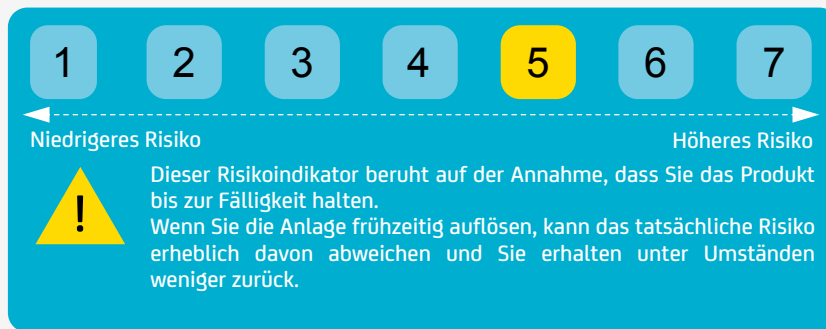 1 2 3 4 5 6 7
Niedrigeres Risiko Höheres Risiko
!
Dieser Risikoindikator beruht auf der Annahme, dass Sie das Produkt
bis zur Fälligkeit halten.
Wenn Sie die Anlage frühzeitig auflösen, kann das tatsächliche Risiko
erheblich davon abweichen und Sie erhalten unter Umständen
weniger zurück.